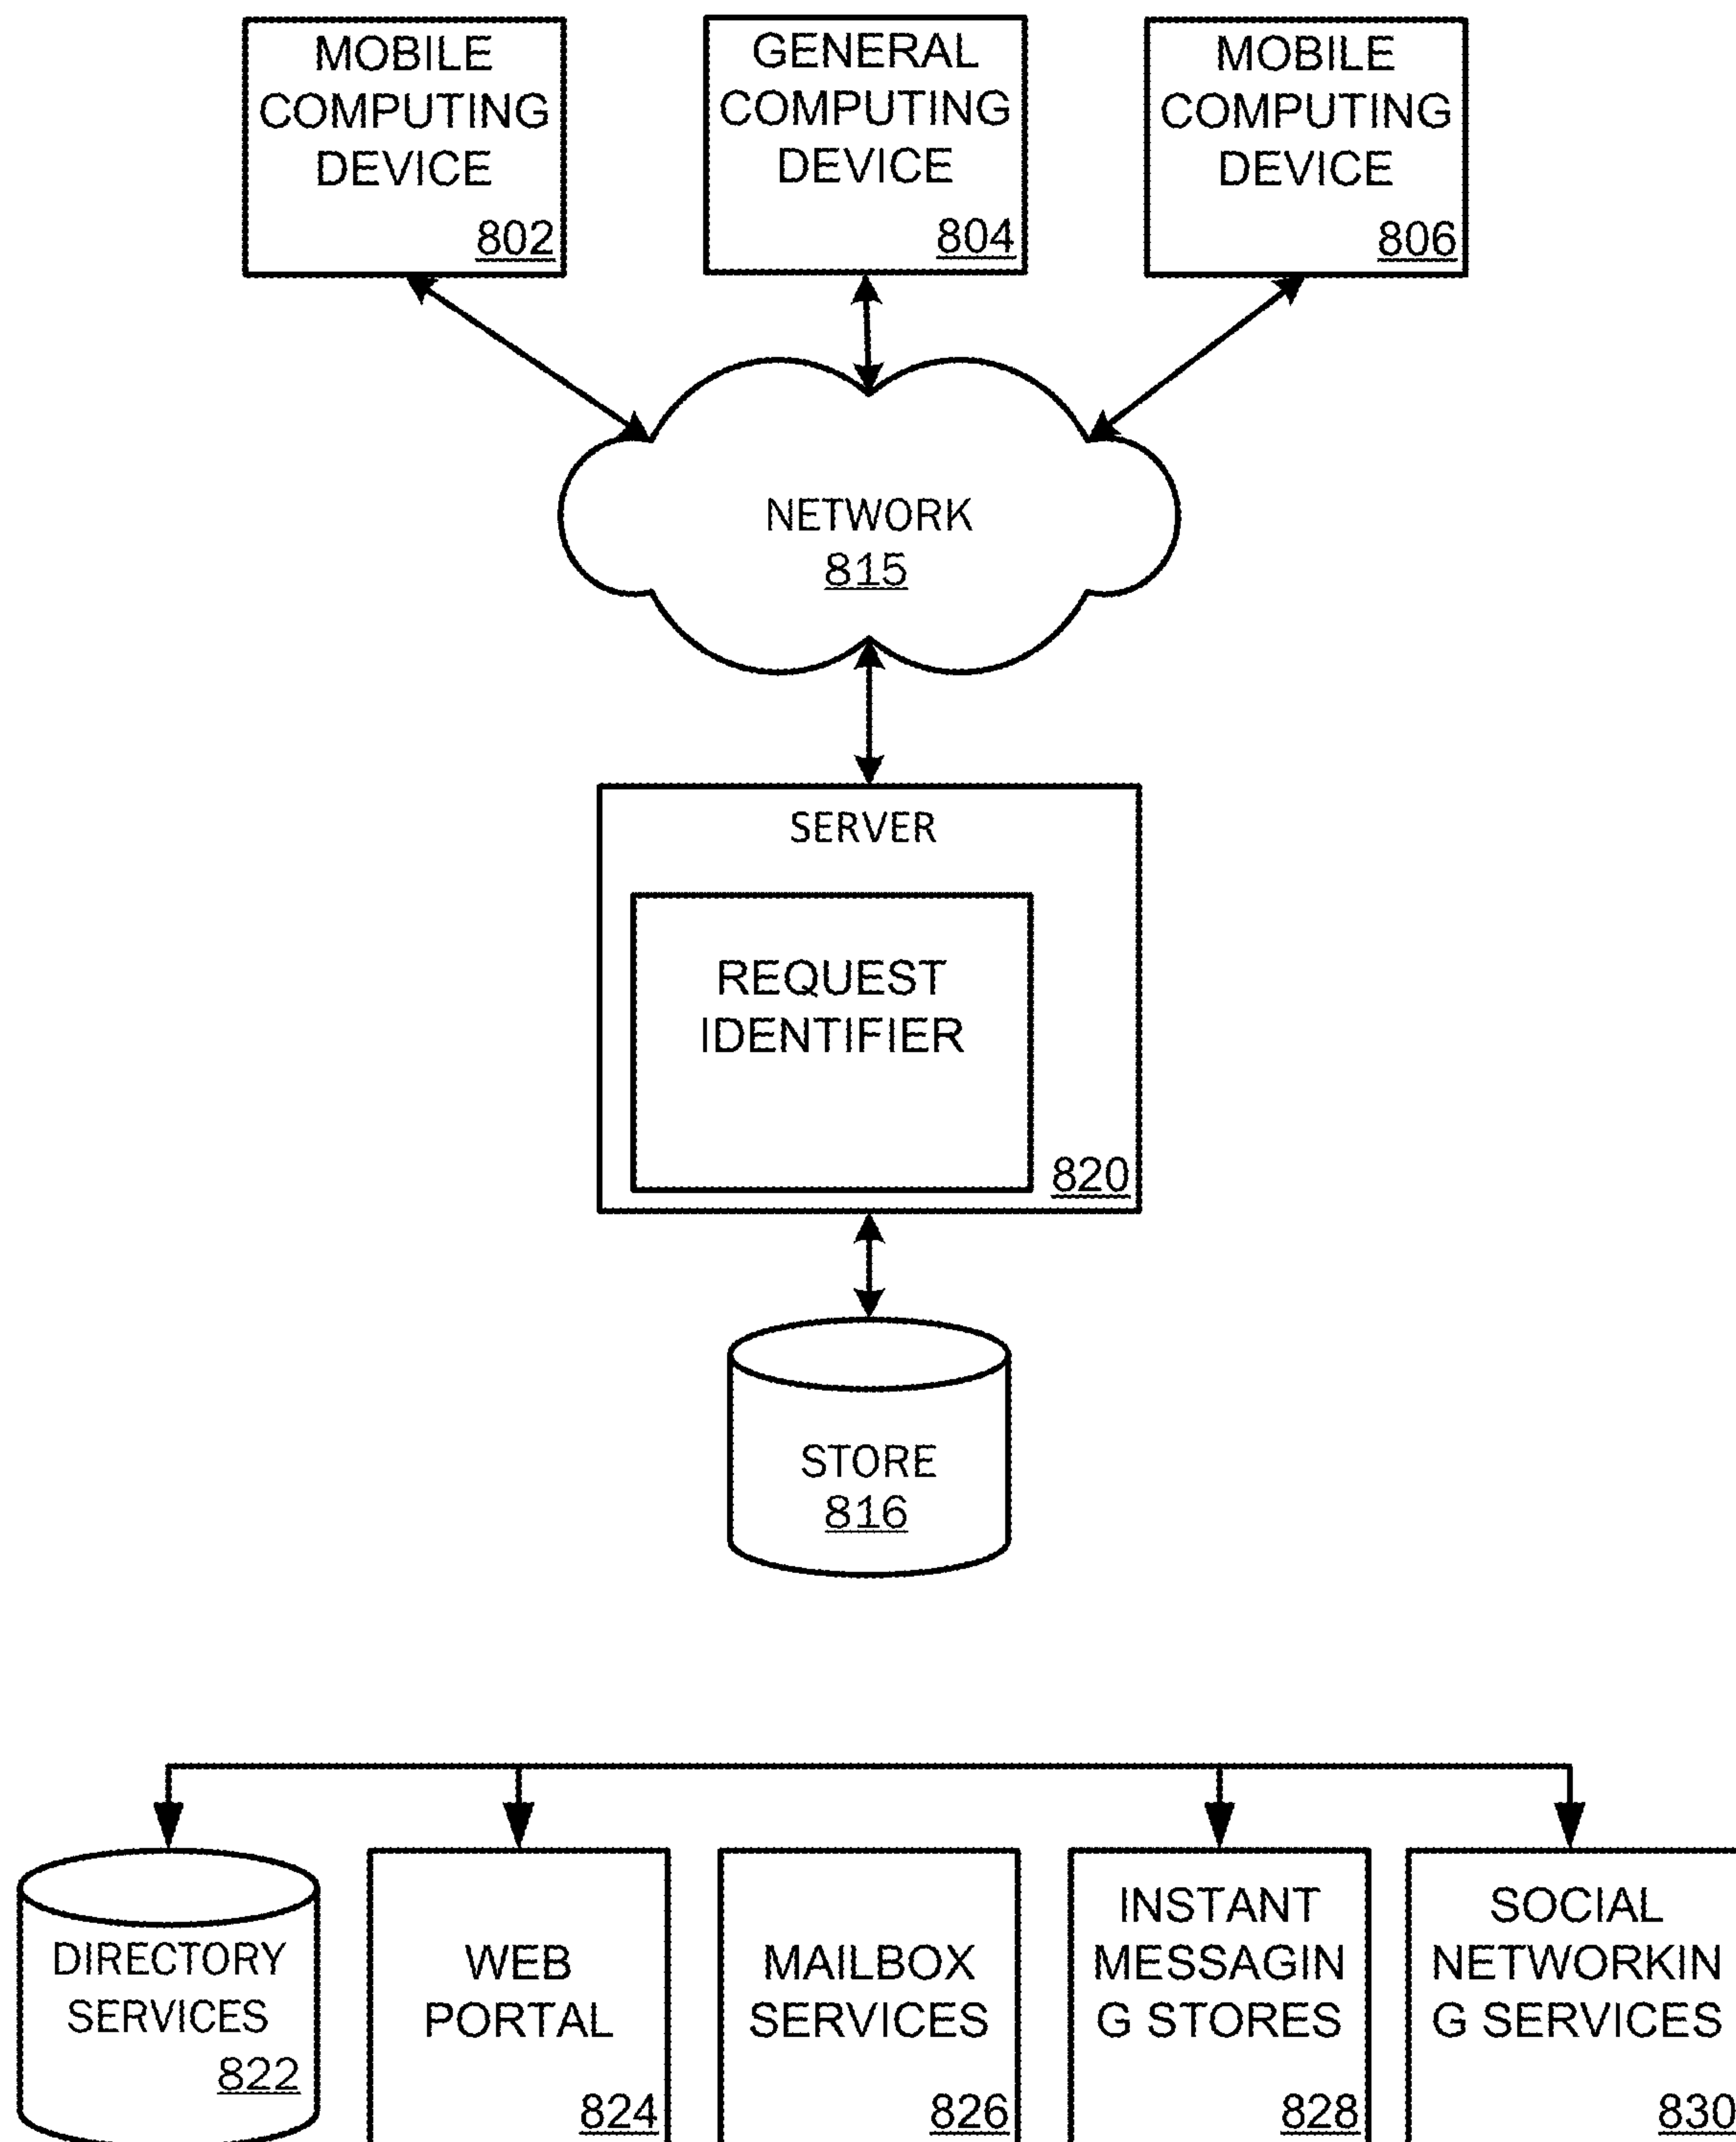 MOBILE
COMPUTING
DEVICE
802
GENERAL
COMPUTING
DEVICE
804
MOBILE
COMPUTING
DEVICE
806
NETWORK
815
SERVER
REQUEST
IDENTIFIER
820
STORE
816
DIRECTORY
SERVICES
822
WEB
PORTAL
824
MAILBOX
SERVICES
826
INSTANT
MESSAGIN
G STORES
828
SOCIAL
NETWORKIN
G SERVICES
830